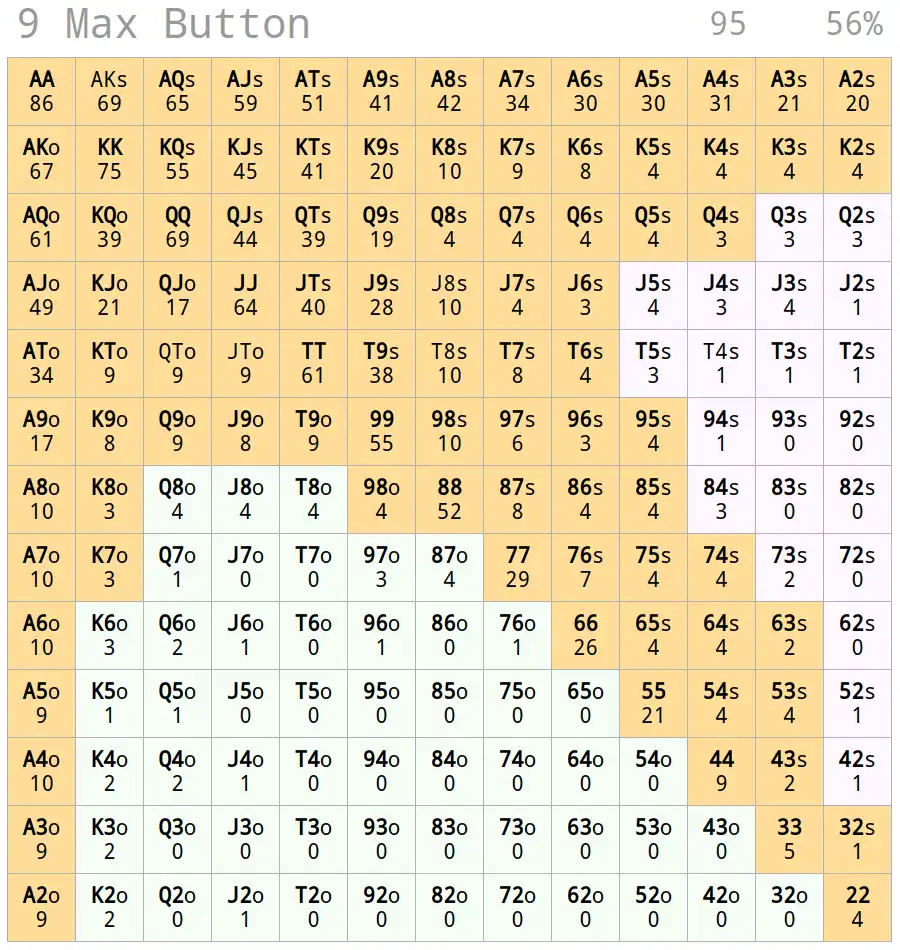 9 Max Button 95 56%
AA AKs AQs AJs ATs A9s A8s A7s A6s A5s A4s A3s A2s
86 69 65 59 51 41 42 34 30 30 31 21 20
AKo KK KQs KJs KTs K9s K8s K7s K6s K5s K4s K3s K2s
67 75 55 45 41 20 10 9 8 4 4 4 4
AQo KQo QQ QJs QTs Q9s Q8s Q7s Q6s Q5s Q4s Q3s Q2s
61 39 69 44 39 19 4 4 4 4 3 3 3
AJo KJo QJo JJ JTs J9s J8s J7s J6s J5s J4s J3s J2s
49 21 17 64 40 28 10 4 3 4 3 4 1
ATo KTo QTo JTo TT T9s T8s T7s T6s T5s T4s T3s T2s
34 9 9 9 61 38 10 8 4 3 1 1 1
A9o K9o Q9o J9o T9o 99 98s 97s 96s 95s 94s 93s 92s
17 8 9 8 9 55 10 6 3 4 1 0 0
A8o K8o Q8o J8o T8o 98o 88 87s 86s 85s 84s 83s 82s
10 3 4 4 4 4 52 8 4 4 3 0 0
A7o K7o Q7o J7o T7o 97o 87o 77 76s 75s 74s 73s 72s
10 3 1 0 0 3 4 29 7 4 4 2 0
A6o K6o Q6o J6o T6o 96o 86o 76o 66 65s 64s 63s 62s
10 3 2 1 0 1 0 1 26 4 4 2 0
A5o K5o Q5o J5o T5o 95o 85o 75o 65o 55 54s 53s 52s
9 1 1 0 0 0 0 0 0 21 4 4 1
A4o K4o Q4o J4o T4o 94o 84o 74o 64o 54o 44 43s 42s
10 2 2 1 0 0 0 0 0 0 9 2 1
A3o K3o Q3o J3o T3o 93o 83o 73o 63o 53o 43o 33 32s
9 2 0 0 0 0 0 0 0 0 0 5 1
A2o K2o Q2o J2o T2o 92o 82o 72o 62o 52o 42o 32o 22
9 2 0 1 0 0 0 0 0 0 0 0 4